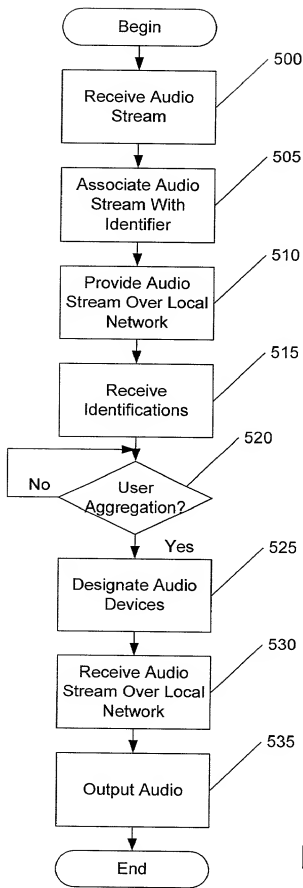 Begin
500
Receive Audio
Stream
505
Associate Audio
Stream With
Identifier
510
Provide Audio
Stream Over Local
Network
515
Receive
Identifications
520
No
User
Aggregation?
Yes
525
Designate Audio
Devices
530
Receive Audio
Stream Over Local
Network
535
Output Audio
End